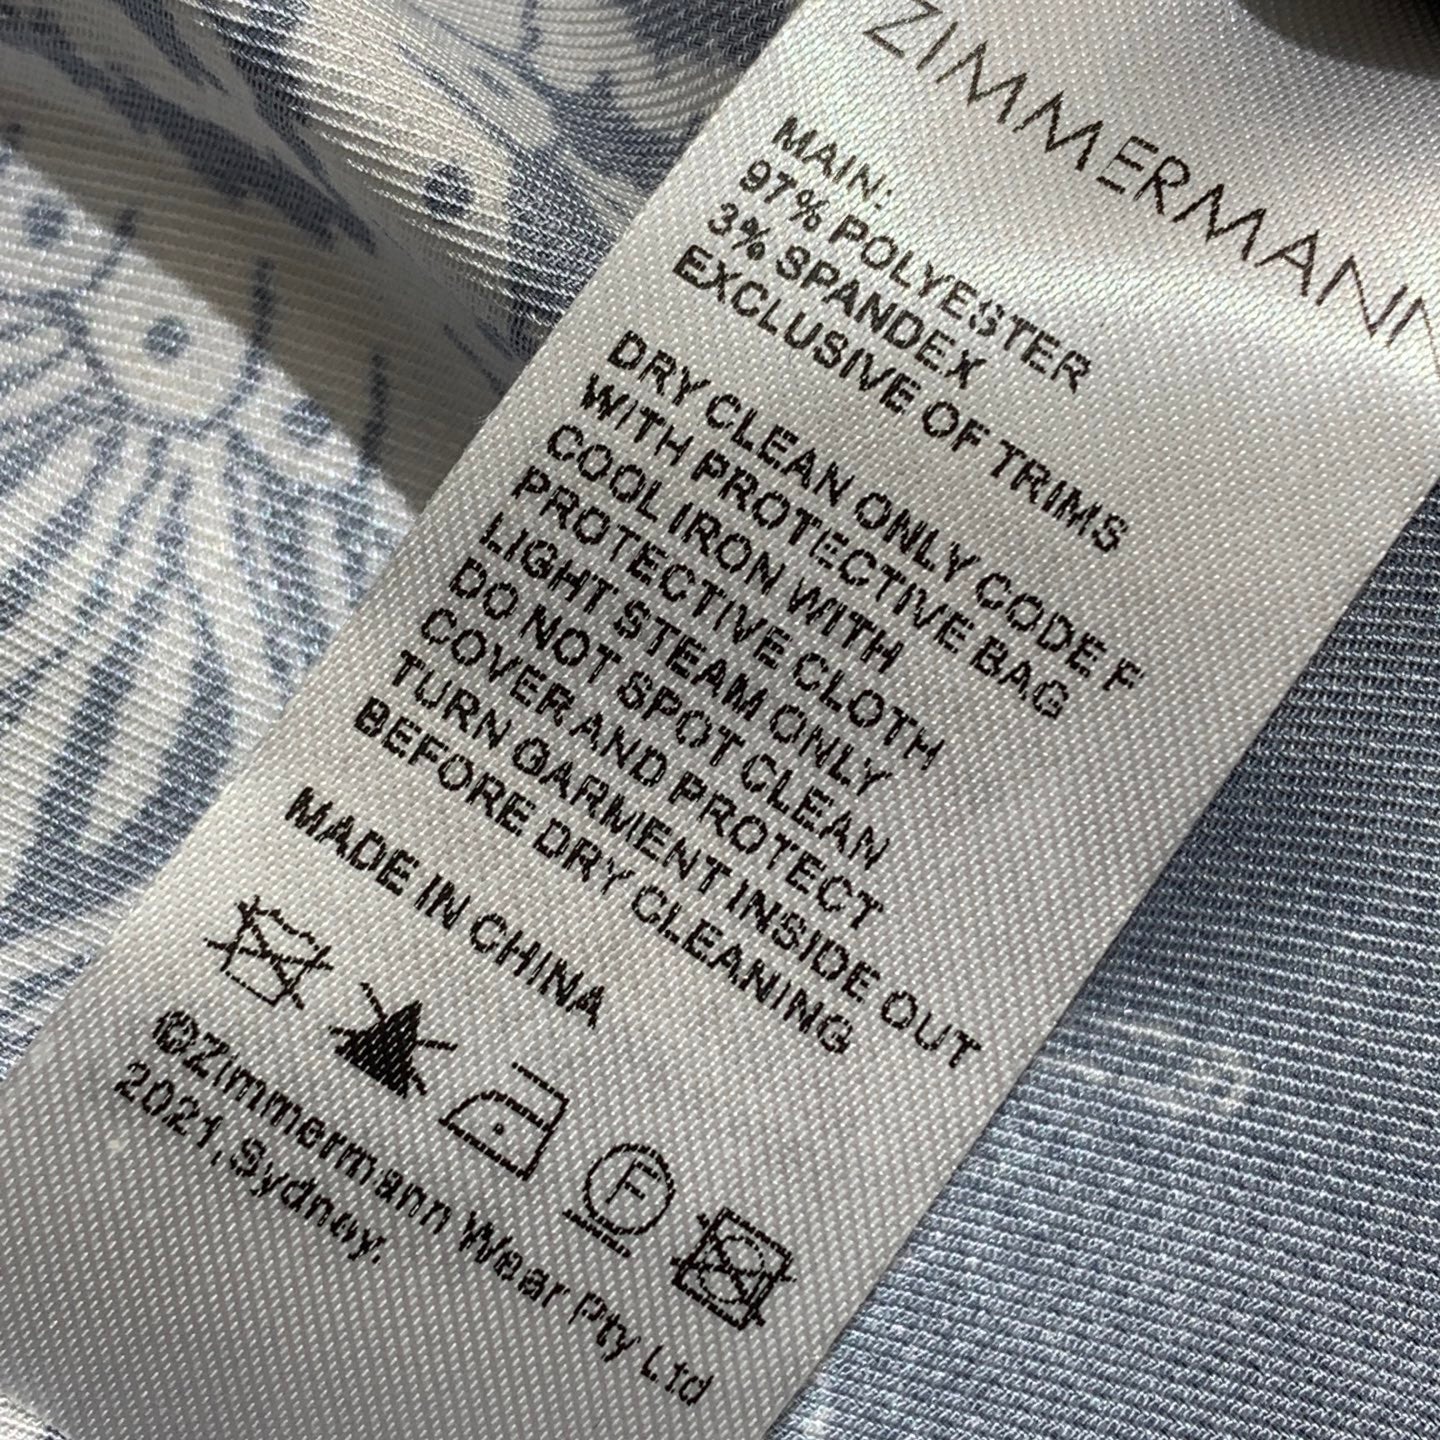 ZIMMERMANN
MAIN:
97% POLYESTER
3% SPANDEX
EXCLUSIVE OF TRIMS
DRY CLEAN ONLY CODE F
WITH PROTECTIVE BAG
COOL IRON WITH
PROTECTIVE CLOTH
LIGHT STEAM ONLY
DO NOT SPOT CLEAN
COVER AND PROTECT
TURN GARMENT INSIDE OUT
BEFORE DRY CLEANING
MADE IN CHINA
F
©Zimmermann Wear Pty Ltd
2021,Sydney.